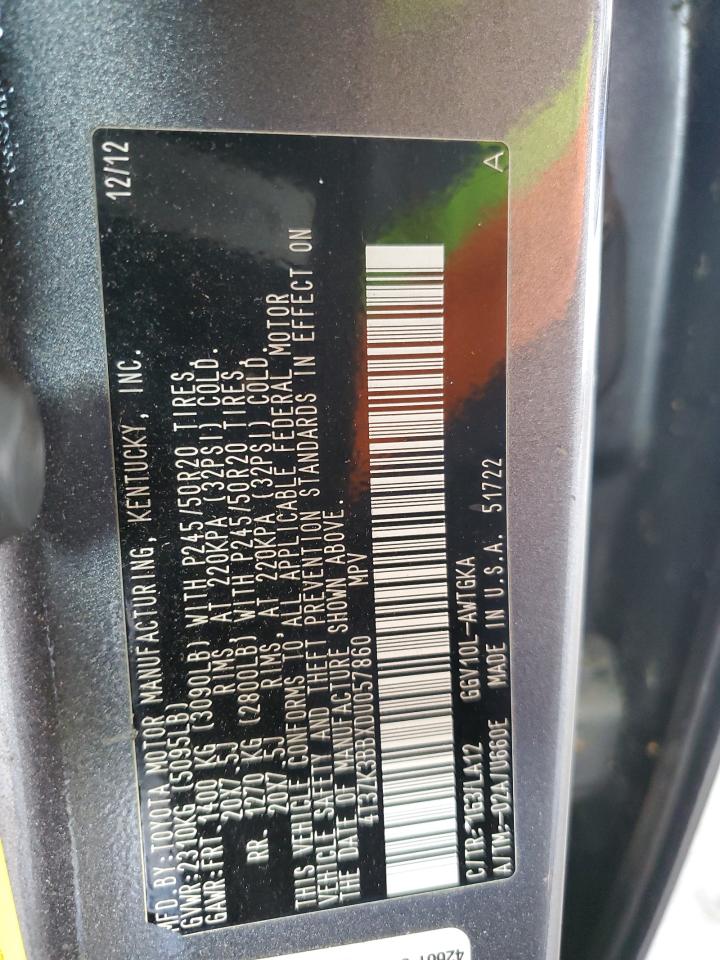 MFD.BY:TOYOTA MOTOR MANUFACTURING, KENTUCKY, INC. 12/12
GVWR:2310KG (5095LB)
GAWR:FRT. 1400 KG (3090LB) WITH P245/50R20 TIRES,
20X7.5J RIMS, AT 220KPA (32PSI) COLD.
RR. 1270 KG (2800LB) WITH P245/50R20 TIRES,
20X7.5J RIMS, AT 220KPA (32PSI) COLD.
THIS VEHICLE CONFORMS TO ALL APPLICABLE FEDERAL MOTOR
VEHICLE SAFETY AND THEFT PREVENTION STANDARDS IN EFFECT ON
THE DATE OF MANUFACTURE SHOWN ABOVE.
4T3ZK3BBXDU057860 MPV
C/TR:1G3/LA12 GGV10L-AWTGKA
A/TM:-02A/U660E MADE IN U.S.A. 51722 A